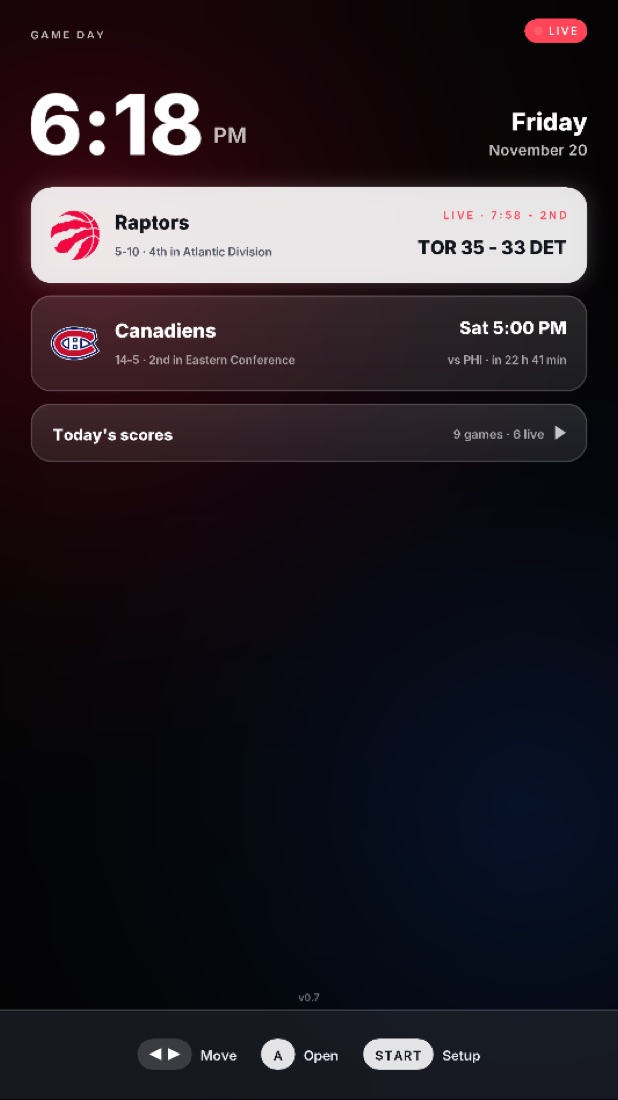 GAME DAY
LIVE
6:18 PM
Friday
November 20
Raptors
5-10 · 4th in Atlantic Division
LIVE · 7:58 - 2ND
TOR 35 - 33 DET
Canadiens
14-5 · 2nd in Eastern Conference
Sat 5:00 PM
vs PHI · in 22 h 41 min
Today's scores
9 games · 6 live
v0.7
Move
A Open
START Setup